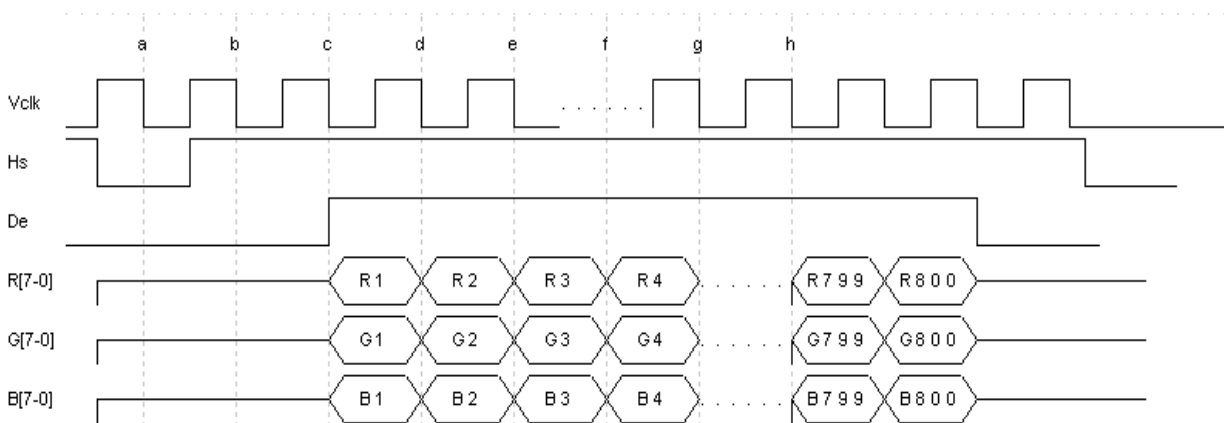 a b c d e f g h
Vclk
Hs
De
R[7-0] R1 R2 R3 R4 R799 R800
G[7-0] G1 G2 G3 G4 G799 G800
B[7-0] B1 B2 B3 B4 B799 B800